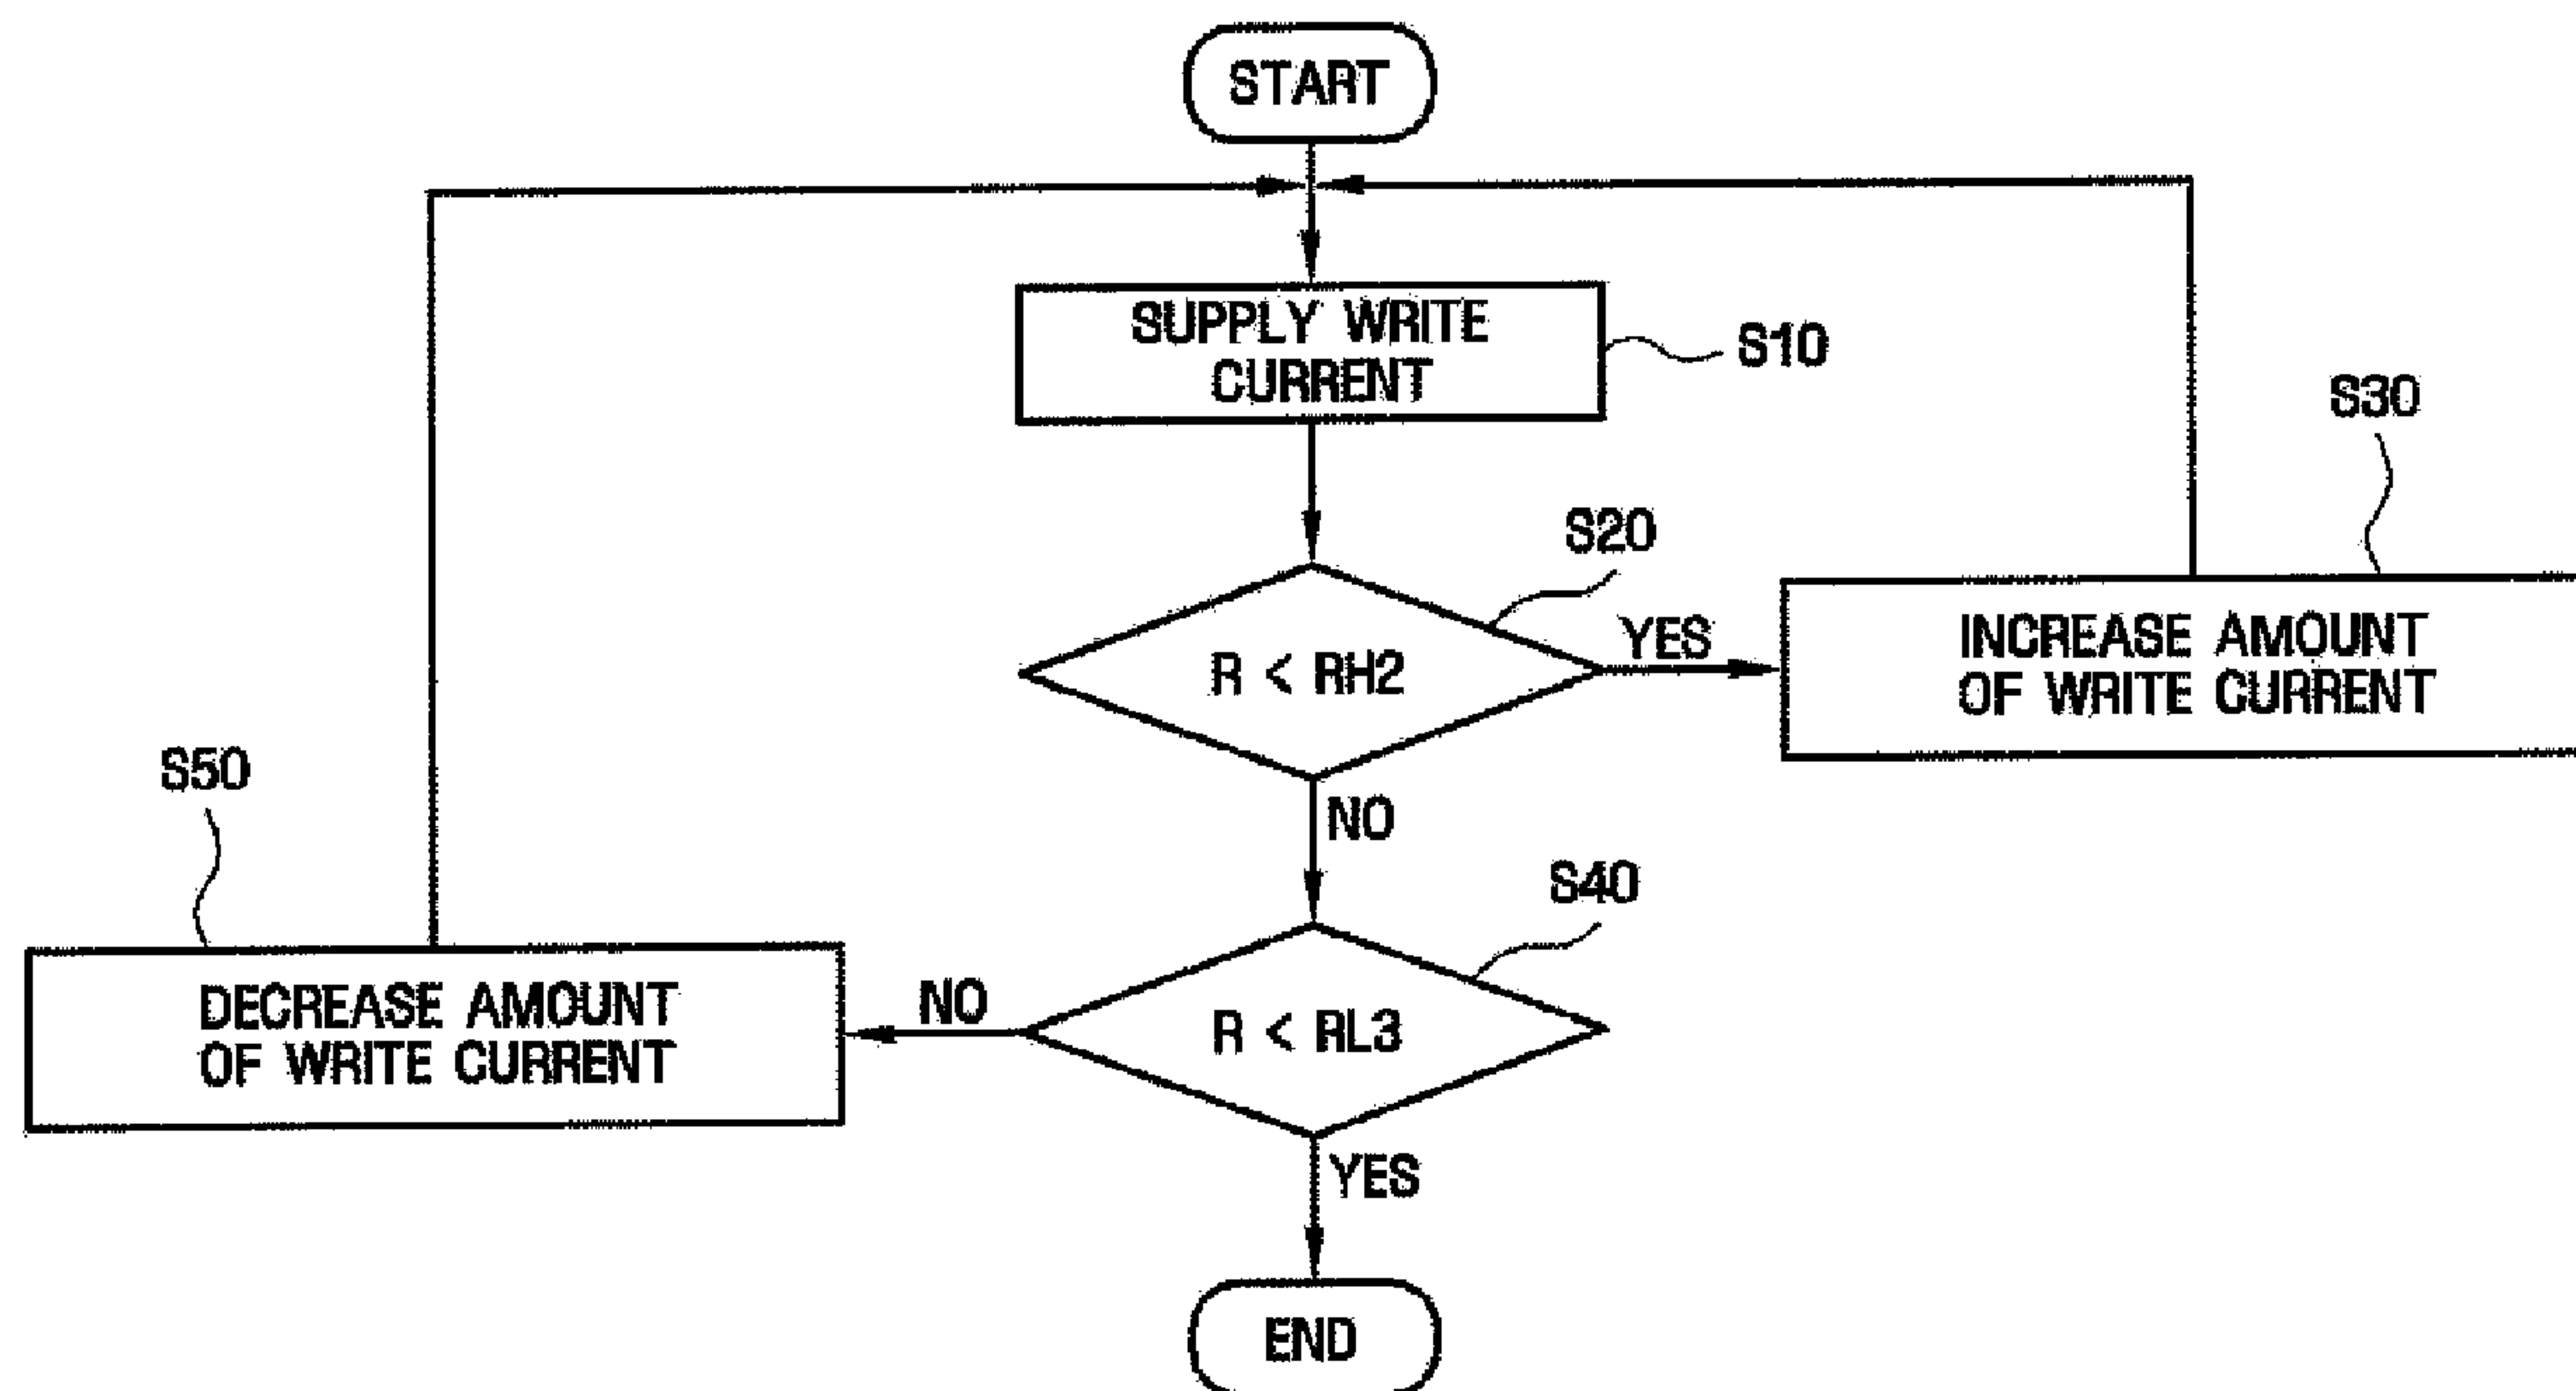 START
SUPPLY WRITE
CURRENT
S10
S30
S20
R < RH2
YES
INCREASE AMOUNT
OF WRITE CURRENT
NO
S50
S40
DECREASE AMOUNT
OF WRITE CURRENT
NO
R < RL3
YES
END